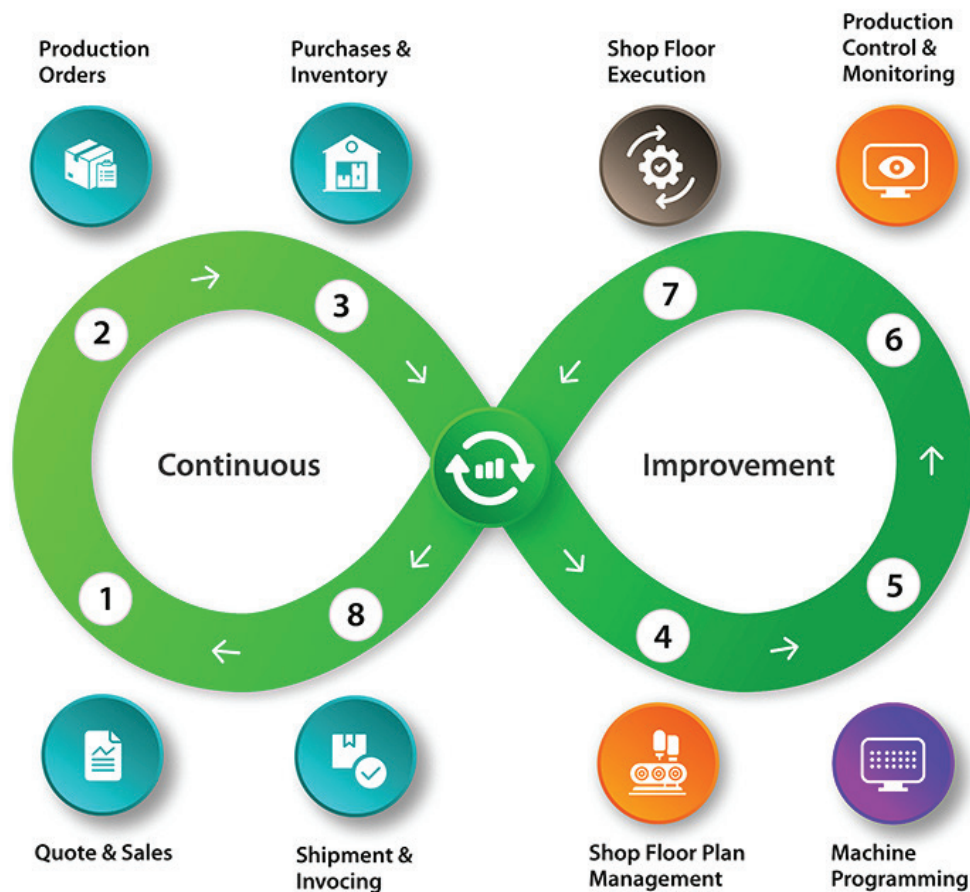 Production
Orders
Purchases &
Inventory
Shop Floor
Execution
Production
Control &
Monitoring
2
3
7
6
Continuous
Improvement
1
8
4
5
Quote & Sales
Shipment &
Invocing
Shop Floor Plan
Management
Machine
Programming